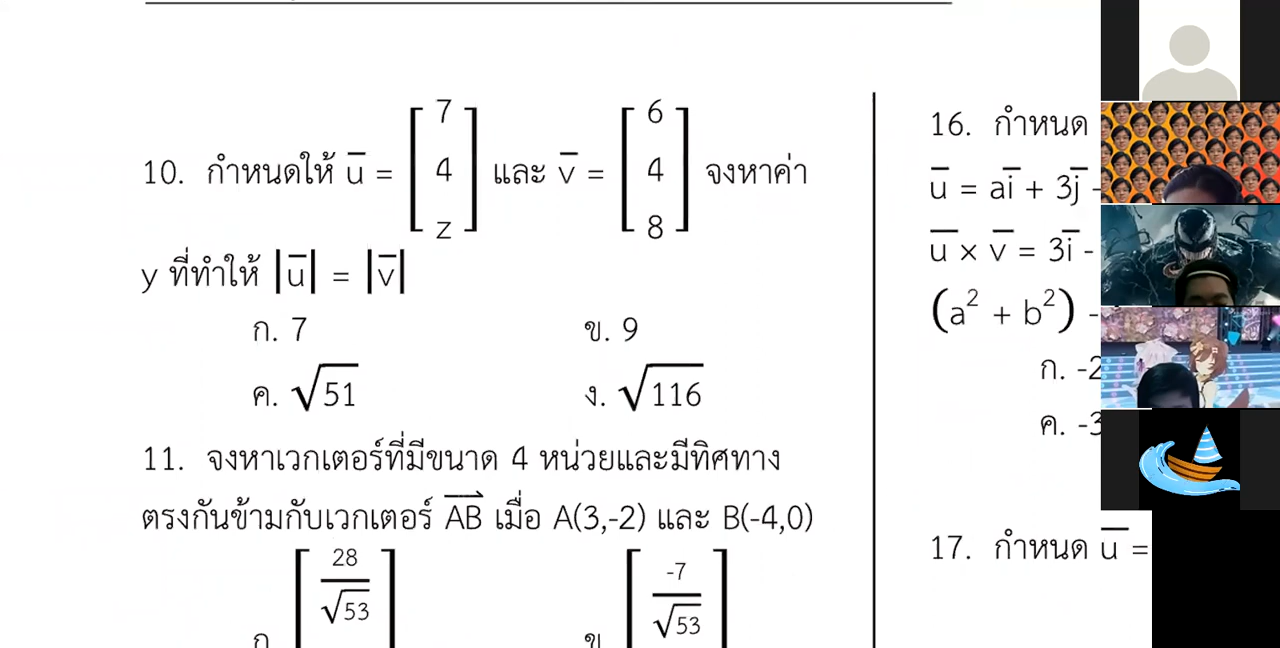 10. กำหนดให้ u̅ = [7 4 z] และ v̅ = [6 4 8] จงหาค่า
y ที่ทำให้ |u̅| = |v̅|
ก. 7 ข. 9
ค. √51 ง. √116
11. จงหาเวกเตอร์ที่มีขนาด 4 หน่วยและมีทิศทาง
ตรงกันข้ามกับเวกเตอร์ AB เมื่อ A(3,-2) และ B(-4,0)
ก [28/√53 ข [-7/√53
16. กำหนด
u̅ = ai̅ + 3j̅ -
u̅ × v̅ = 3i̅ -
(a² + b²) -
ก. -2
ค. -3
17. กำหนด u̅ =